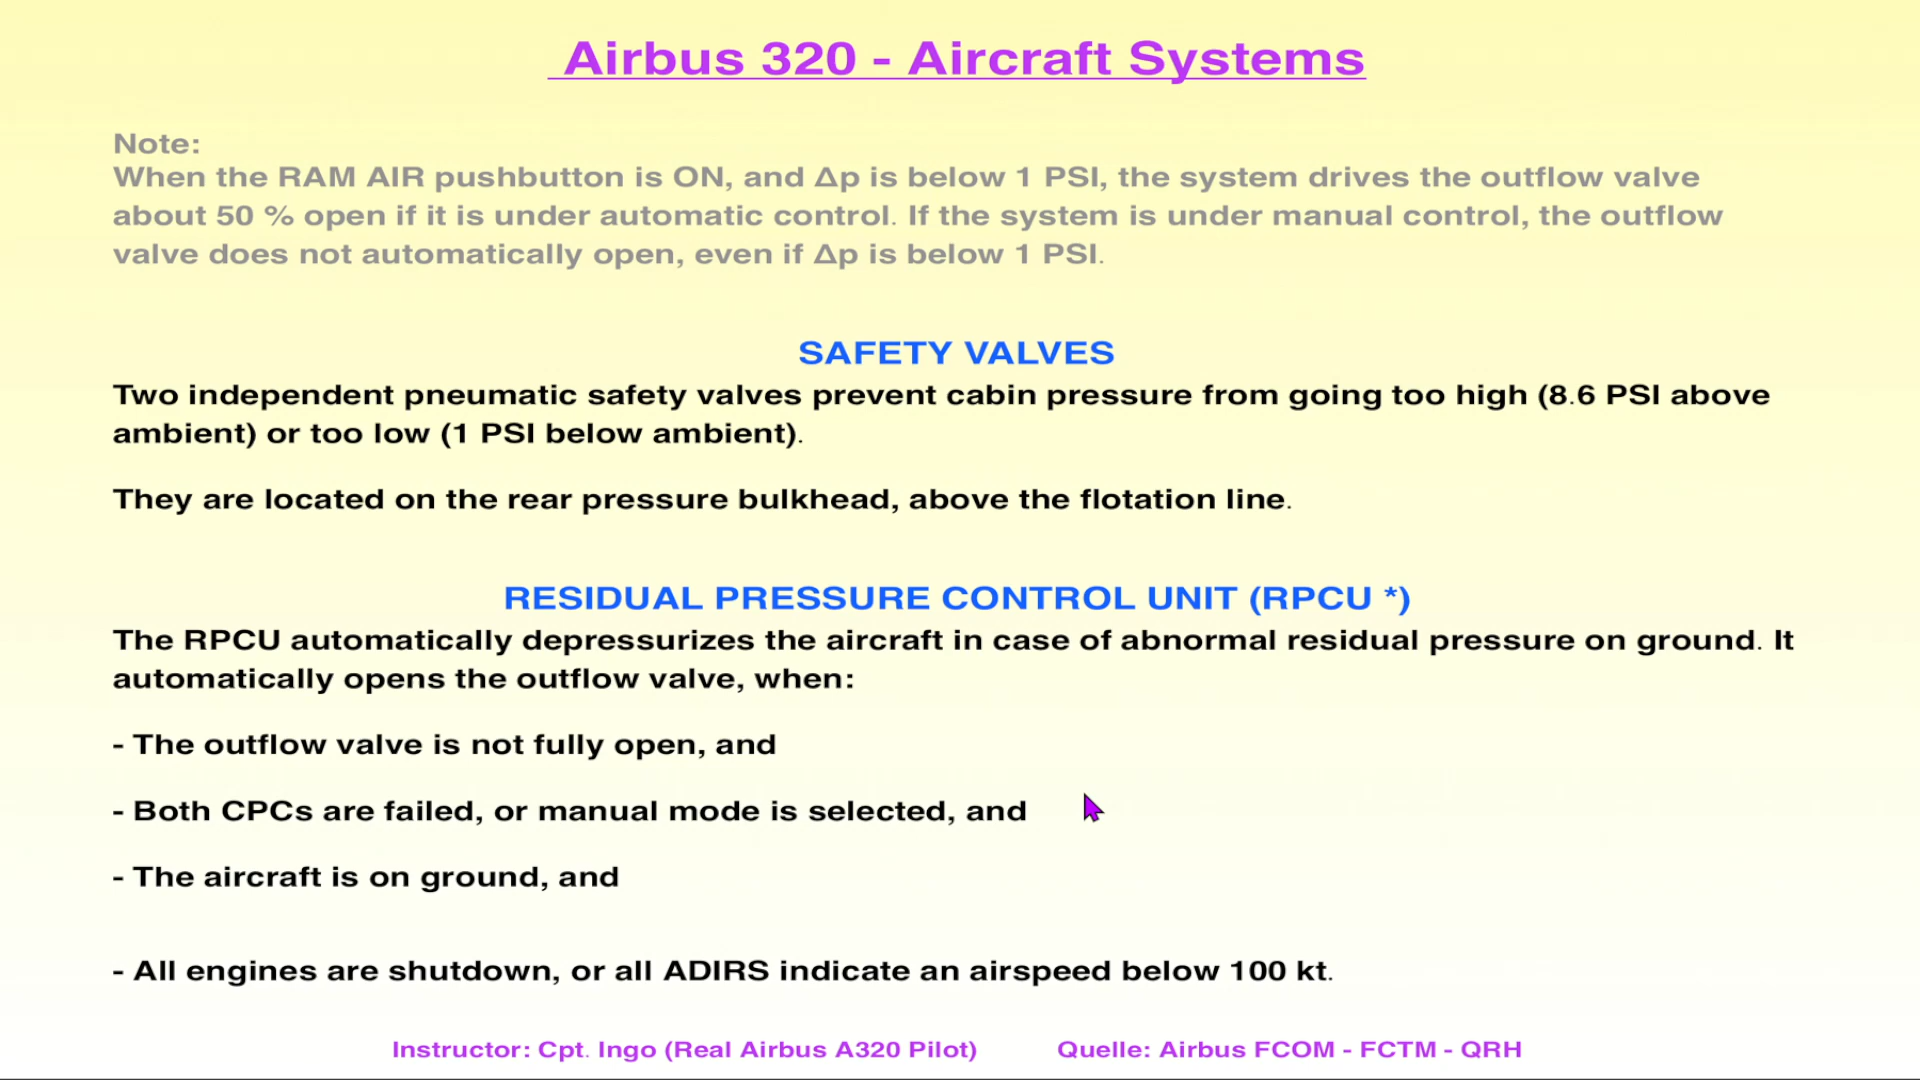 Airbus 320 - Aircraft Systems
Note:
When the RAM AIR pushbutton is ON, and Δp is below 1 PSI, the system drives the outflow valve
about 50 % open if it is under automatic control. If the system is under manual control, the outflow
valve does not automatically open, even if Δp is below 1 PSI.
SAFETY VALVES
Two independent pneumatic safety valves prevent cabin pressure from going too high (8.6 PSI above
ambient) or too low (1 PSI below ambient).
They are located on the rear pressure bulkhead, above the flotation line.
RESIDUAL PRESSURE CONTROL UNIT (RPCU *)
The RPCU automatically depressurizes the aircraft in case of abnormal residual pressure on ground. It
automatically opens the outflow valve, when:
- The outflow valve is not fully open, and
- Both CPCs are failed, or manual mode is selected, and
- The aircraft is on ground, and
- All engines are shutdown, or all ADIRS indicate an airspeed below 100 kt.
Instructor: Cpt. Ingo (Real Airbus A320 Pilot) Quelle: Airbus FCOM - FCTM - QRH